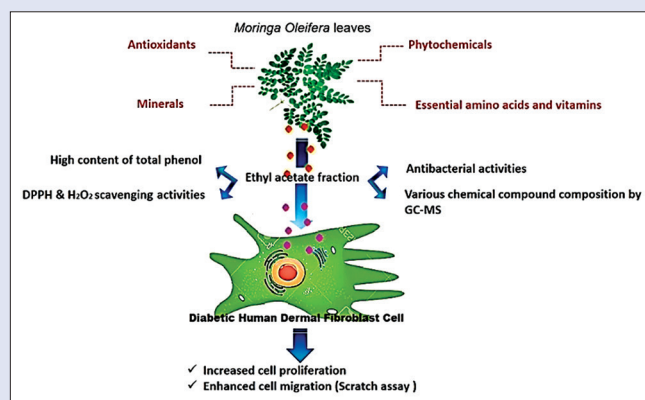 Moringa Oleifera leaves
Antioxidants
Phytochemicals
Minerals
Essential amino acids and vitamins
High content of total phenol
Ethyl acetate fraction
Antibacterial activities
DPPH & H₂O₂ scavenging activities
Various chemical compound composition by
GC-MS
Diabetic Human Dermal Fibroblast Cell
✓ Increased cell proliferation
✓ Enhanced cell migration (Scratch assay )